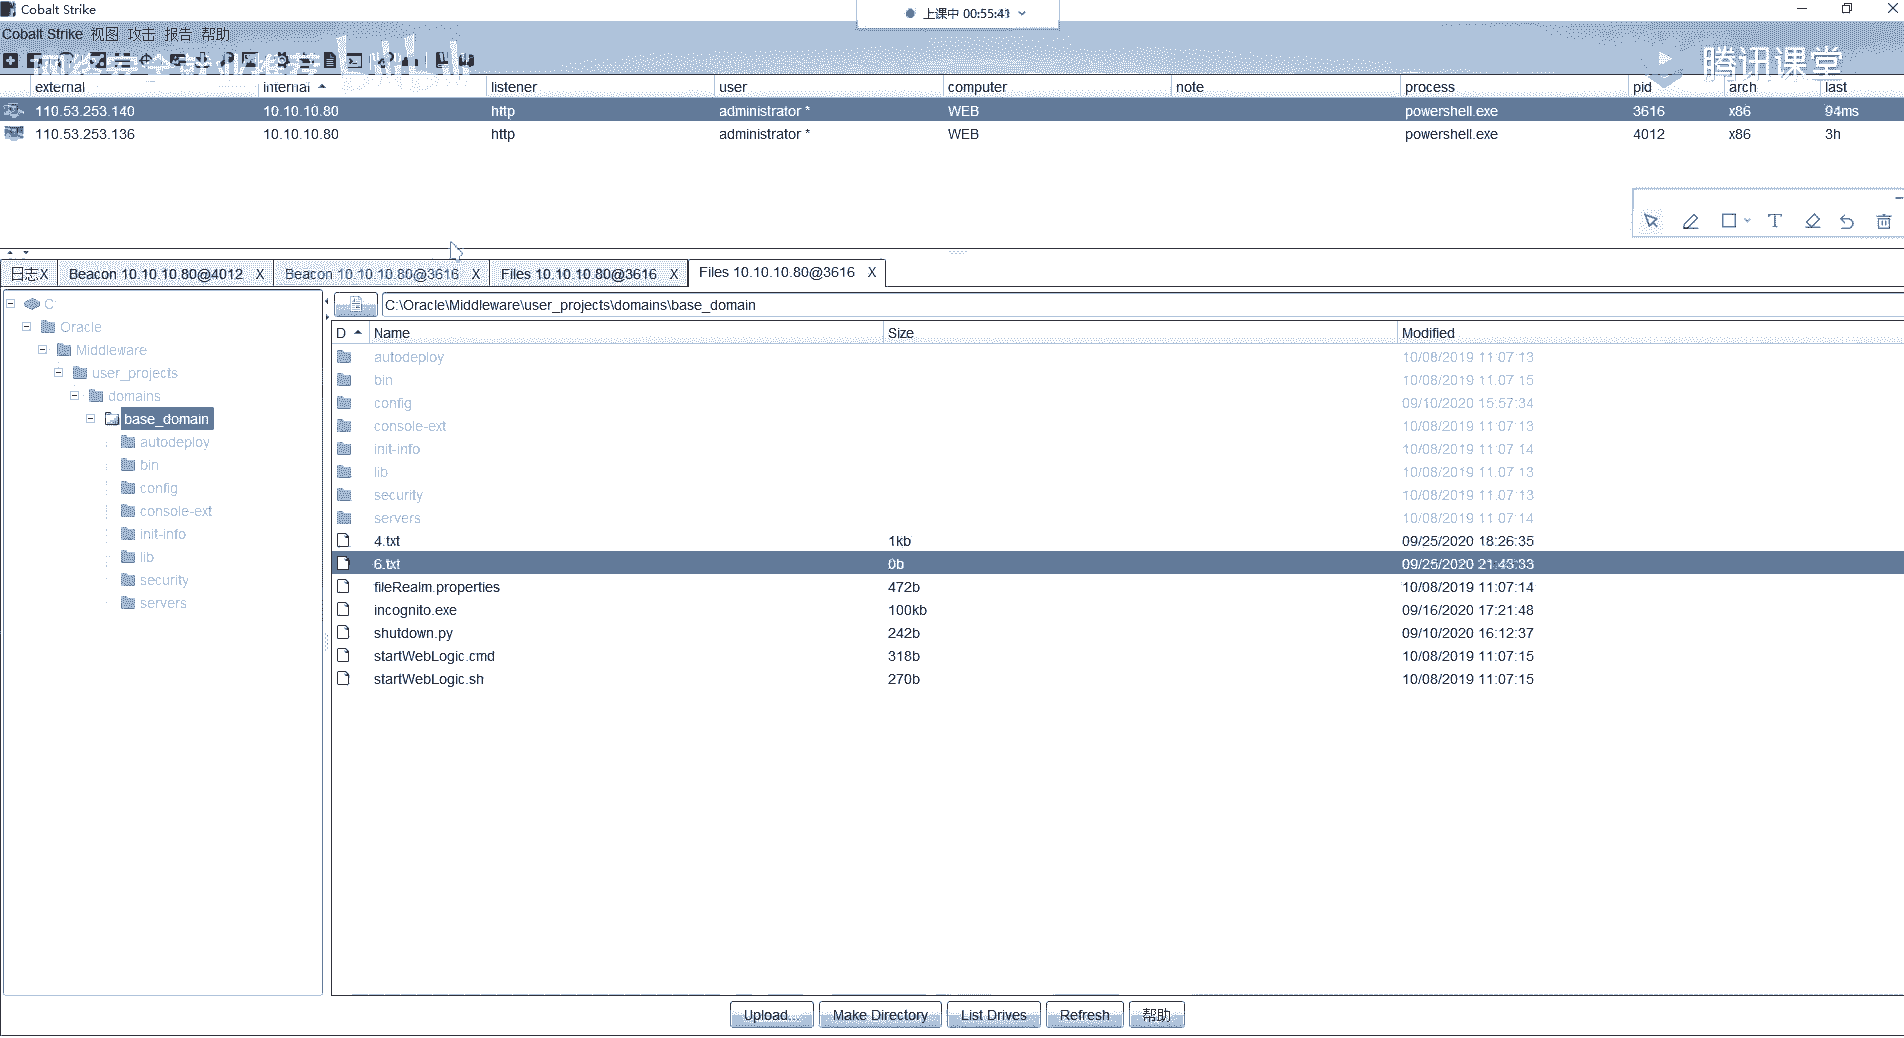 Cobalt Strike
上课中 00:55:41
Cobalt Strike 视图 攻击 报告 帮助
腾讯课堂
external internal listener user computer note process pid arch last
110.53.253.140 10.10.10.80 http administrator * WEB powershell.exe 3616 x86 94ms
110.53.253.136 10.10.10.80 http administrator * WEB powershell.exe 4012 x86 3h
T
日志X Beacon 10.10.10.80@4012 X Beacon 10.10.10.80@3616 X Files 10.10.10.80@3616 X Files 10.10.10.80@3616 X
C:
Oracle
Middleware
user_projects
domains
base_domain
autodeploy
bin
config
console-ext
init-info
lib
security
servers
C:\Oracle\Middleware\user_projects\domains\base_domain
D Name Size Modified
autodeploy 10/08/2019 11:07:13
bin 10/08/2019 11:07:15
config 09/10/2020 15:57:34
console-ext 10/08/2019 11:07:13
init-info 10/08/2019 11:07:14
lib 10/08/2019 11:07:13
security 10/08/2019 11:07:13
servers 10/08/2019 11:07:14
4.txt 1kb 09/25/2020 18:26:35
6.txt 0b 09/25/2020 21:43:33
fileRealm.properties 472b 10/08/2019 11:07:14
incognito.exe 100kb 09/16/2020 17:21:48
shutdown.py 242b 09/10/2020 16:12:37
startWebLogic.cmd 318b 10/08/2019 11:07:15
startWebLogic.sh 270b 10/08/2019 11:07:15
Upload... Make Directory List Drives Refresh 帮助